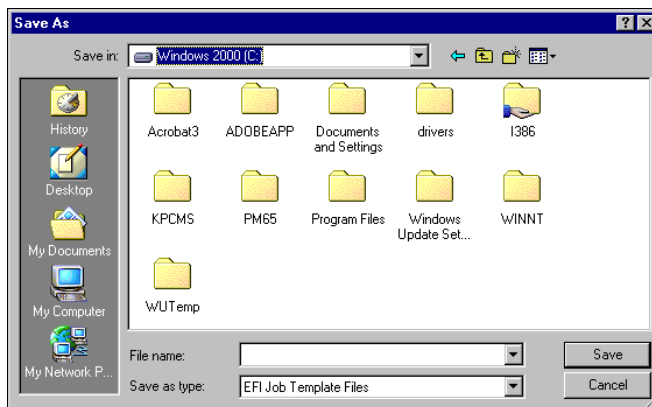 Save As
Save in: Windows 2000 (C:
History
Desktop
My Documents
My Computer
My Network P...
Acrobat3 ADOBEAPP Documents and Settings drivers I386
KPCMS PM65 Program Files Windows Update Set... WINNT
WUTemp
File name: Save
Save as type: EFI Job Template Files Cancel